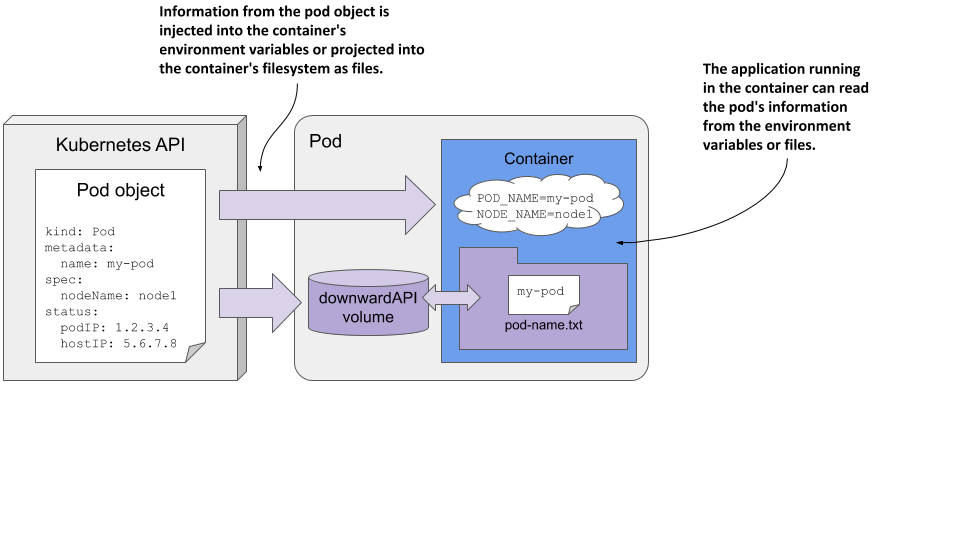 Information from the pod object is
injected into the container's
environment variables or projected into
the container's filesystem as files.
The application running
in the container can read
the pod's information
from the environment
variables or files.
Kubernetes API
Pod object
kind: Pod
metadata:
  name: my-pod
spec:
  nodeName: node1
status:
  podIP: 1.2.3.4
  hostIP: 5.6.7.8
Pod
downwardAPI
volume
Container
POD_NAME=my-pod
NODE_NAME=node1
my-pod
pod-name.txt